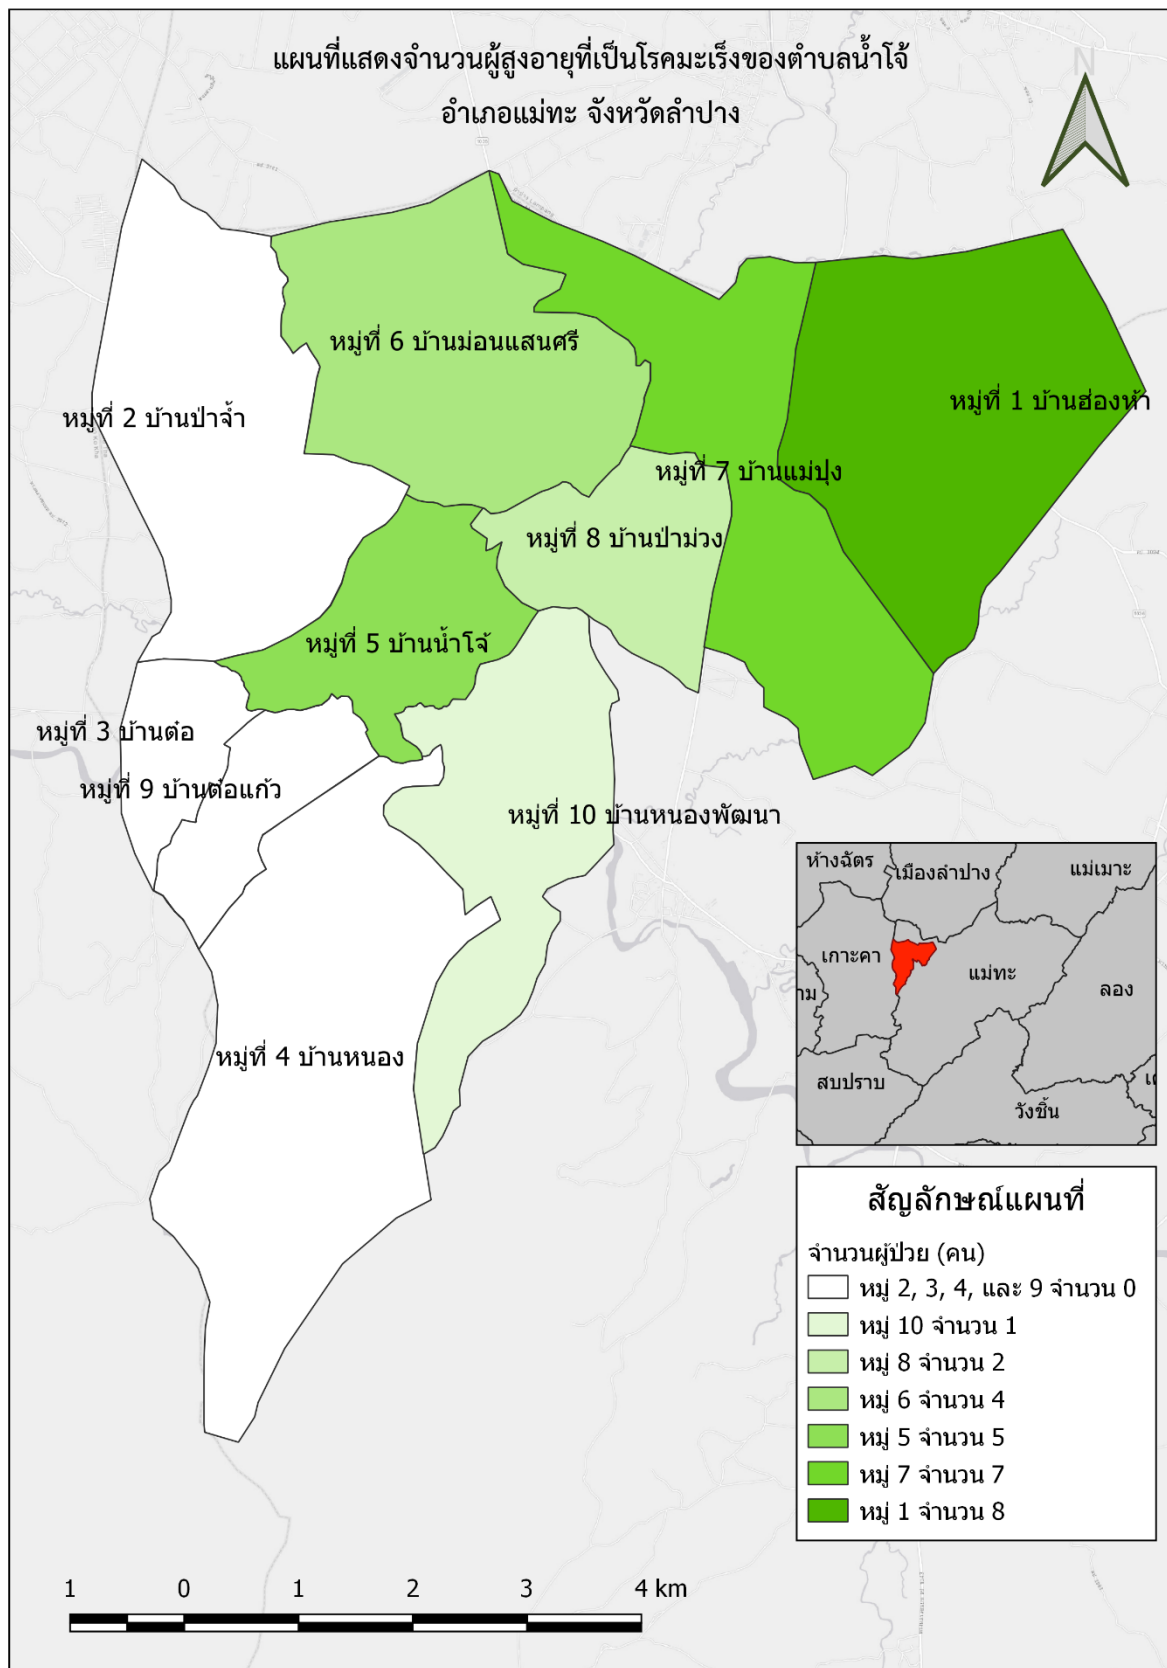 แผนที่แสดงจำนวนผู้สูงอายุที่เป็นโรคมะเร็งของตำบลน้ำโจ้
อำเภอแม่ทะ จังหวัดลำปาง
N
หมู่ที่ 6 บ้านม่อนแสนศรี
หมู่ที่ 1 บ้านฮ่องห้า
หมู่ที่ 2 บ้านป่าจ้ำ
หมู่ที่ 7 บ้านแม่ปุง
หมู่ที่ 8 บ้านป่าม่วง
หมู่ที่ 5 บ้านน้ำโจ้
หมู่ที่ 3 บ้านต๋อ
หมู่ที่ 9 บ้านต๋อแก้ว
หมู่ที่ 10 บ้านหนองพัฒนา
หมู่ที่ 4 บ้านหนอง
ห้างฉัตร
เมืองลำปาง
แม่เมาะ
เกาะคา
แม่ทะ
ลอง
าม
สบปราบ
วังชิ้น
เด
สัญลักษณ์แผนที่
จำนวนผู้ป่วย (คน)
หมู่ 2, 3, 4, และ 9 จำนวน 0
หมู่ 10 จำนวน 1
หมู่ 8 จำนวน 2
หมู่ 6 จำนวน 4
หมู่ 5 จำนวน 5
หมู่ 7 จำนวน 7
หมู่ 1 จำนวน 8
1 0 1 2 3 4 km